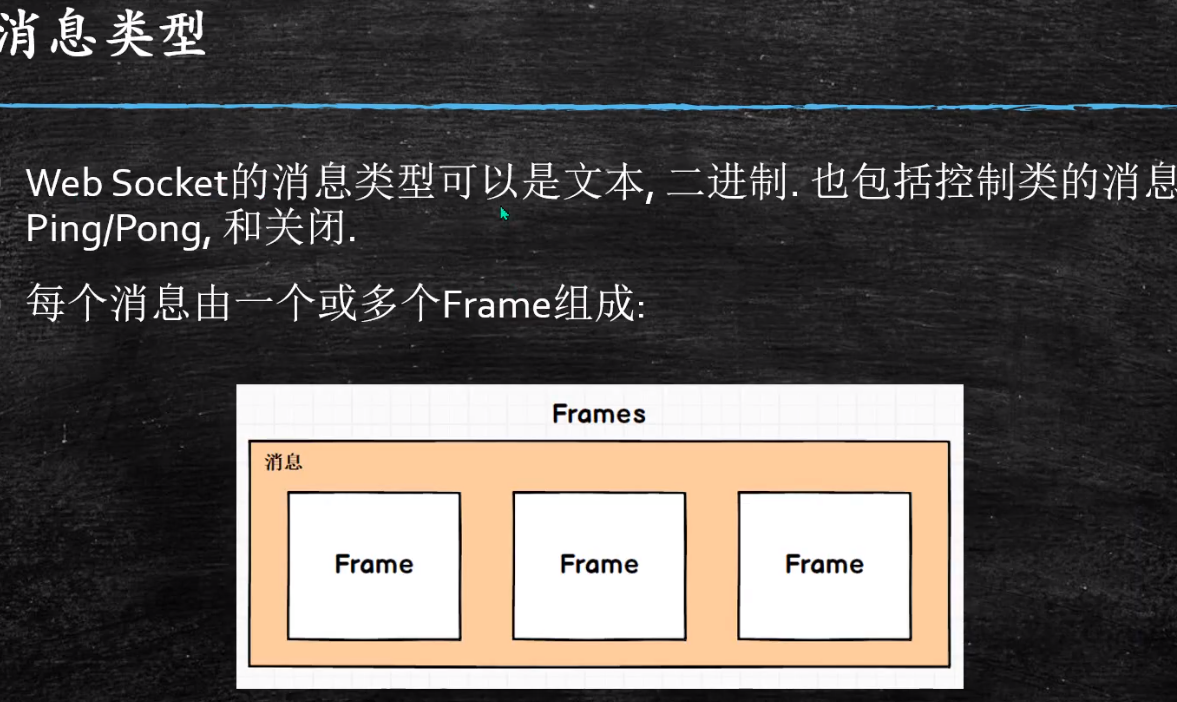 消息类型
Web Socket的消息类型可以是文本, 二进制. 也包括控制类的消息
Ping/Pong, 和关闭.
每个消息由一个或多个Frame组成:
Frames
消息
Frame Frame Frame